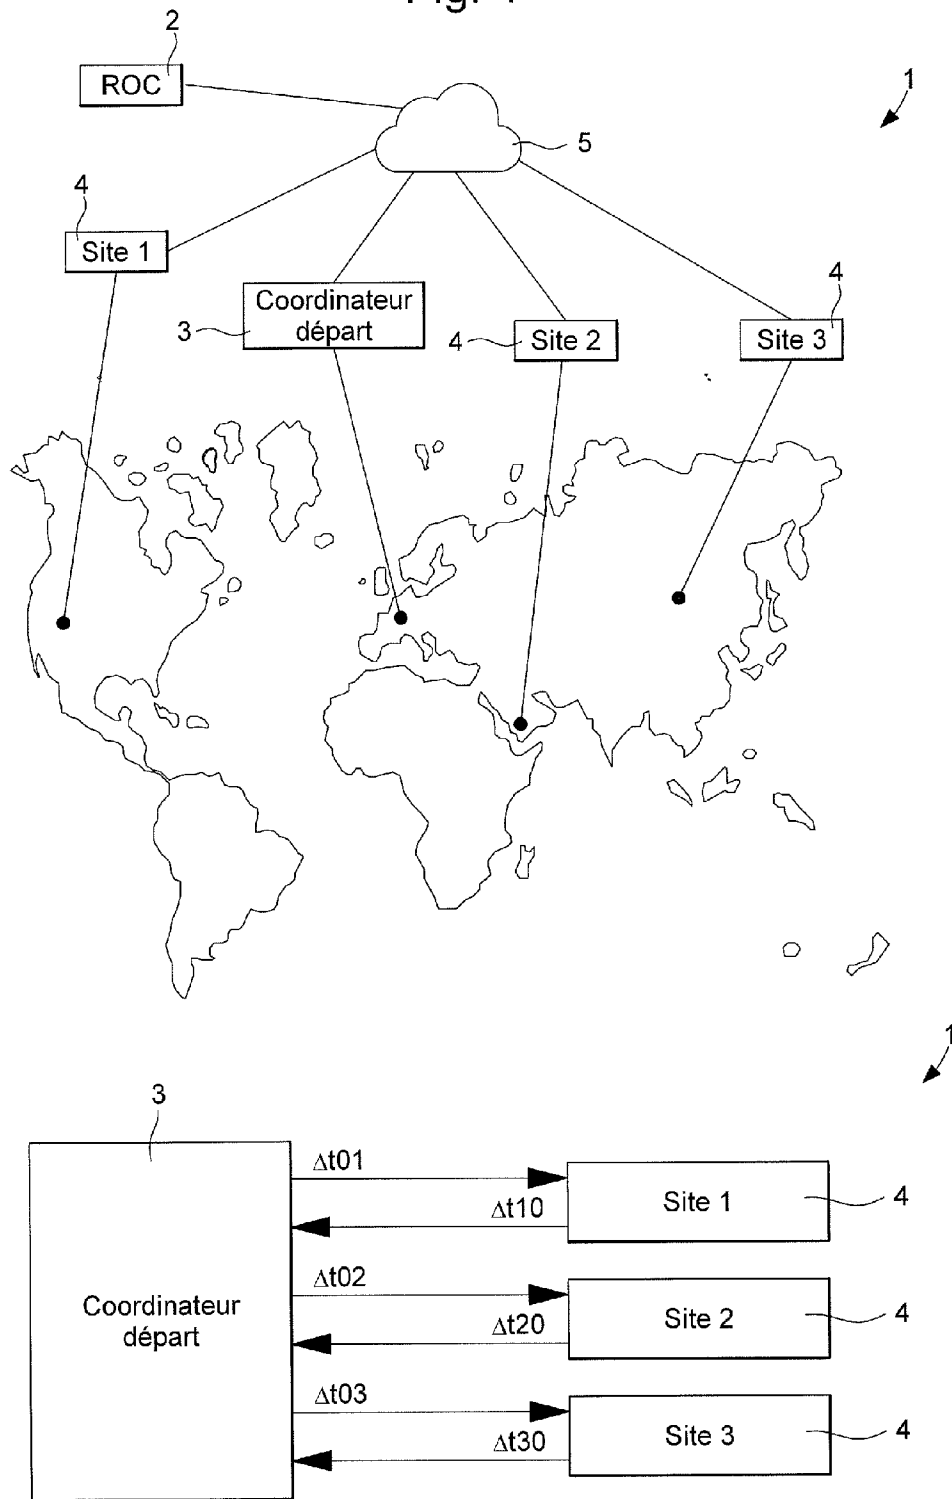 2
ROC
1
5
4
Site 1
Coordinateur
départ
3
4
Site 2
4
Site 3
1
3
Coordinateur
départ
Δt01
Δt10
Site 1
4
Δt02
Δt20
Site 2
4
Δt03
Δt30
Site 3
4